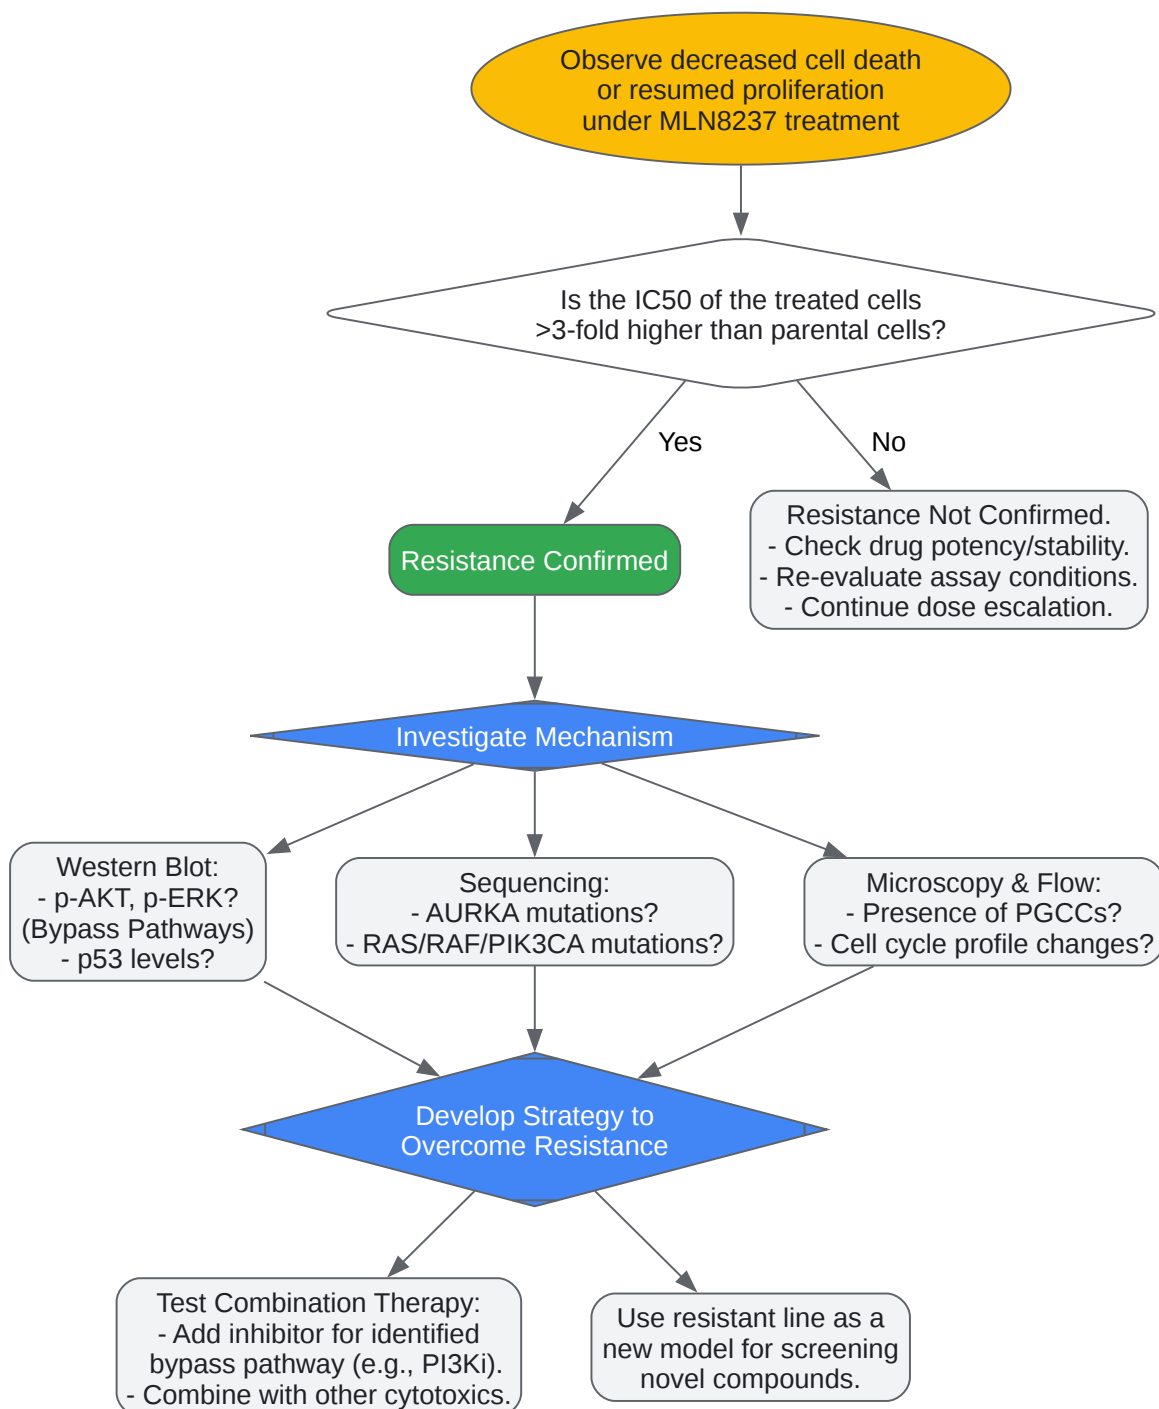 Observe decreased cell death
or resumed proliferation
under MLN8237 treatment
Is the IC50 of the treated cells
>3-fold higher than parental cells?
Yes
No
Resistance Confirmed
Resistance Not Confirmed.
- Check drug potency/stability.
- Re-evaluate assay conditions.
- Continue dose escalation.
Investigate Mechanism
Western Blot:
- p-AKT, p-ERK?
(Bypass Pathways)
- p53 levels?
Sequencing:
- AURKA mutations?
- RAS/RAF/PIK3CA mutations?
Microscopy & Flow:
- Presence of PGCCs?
- Cell cycle profile changes?
Develop Strategy to
Overcome Resistance
Test Combination Therapy:
- Add inhibitor for identified
bypass pathway (e.g., PI3Ki).
- Combine with other cytotoxics.
Use resistant line as a
new model for screening
novel compounds.